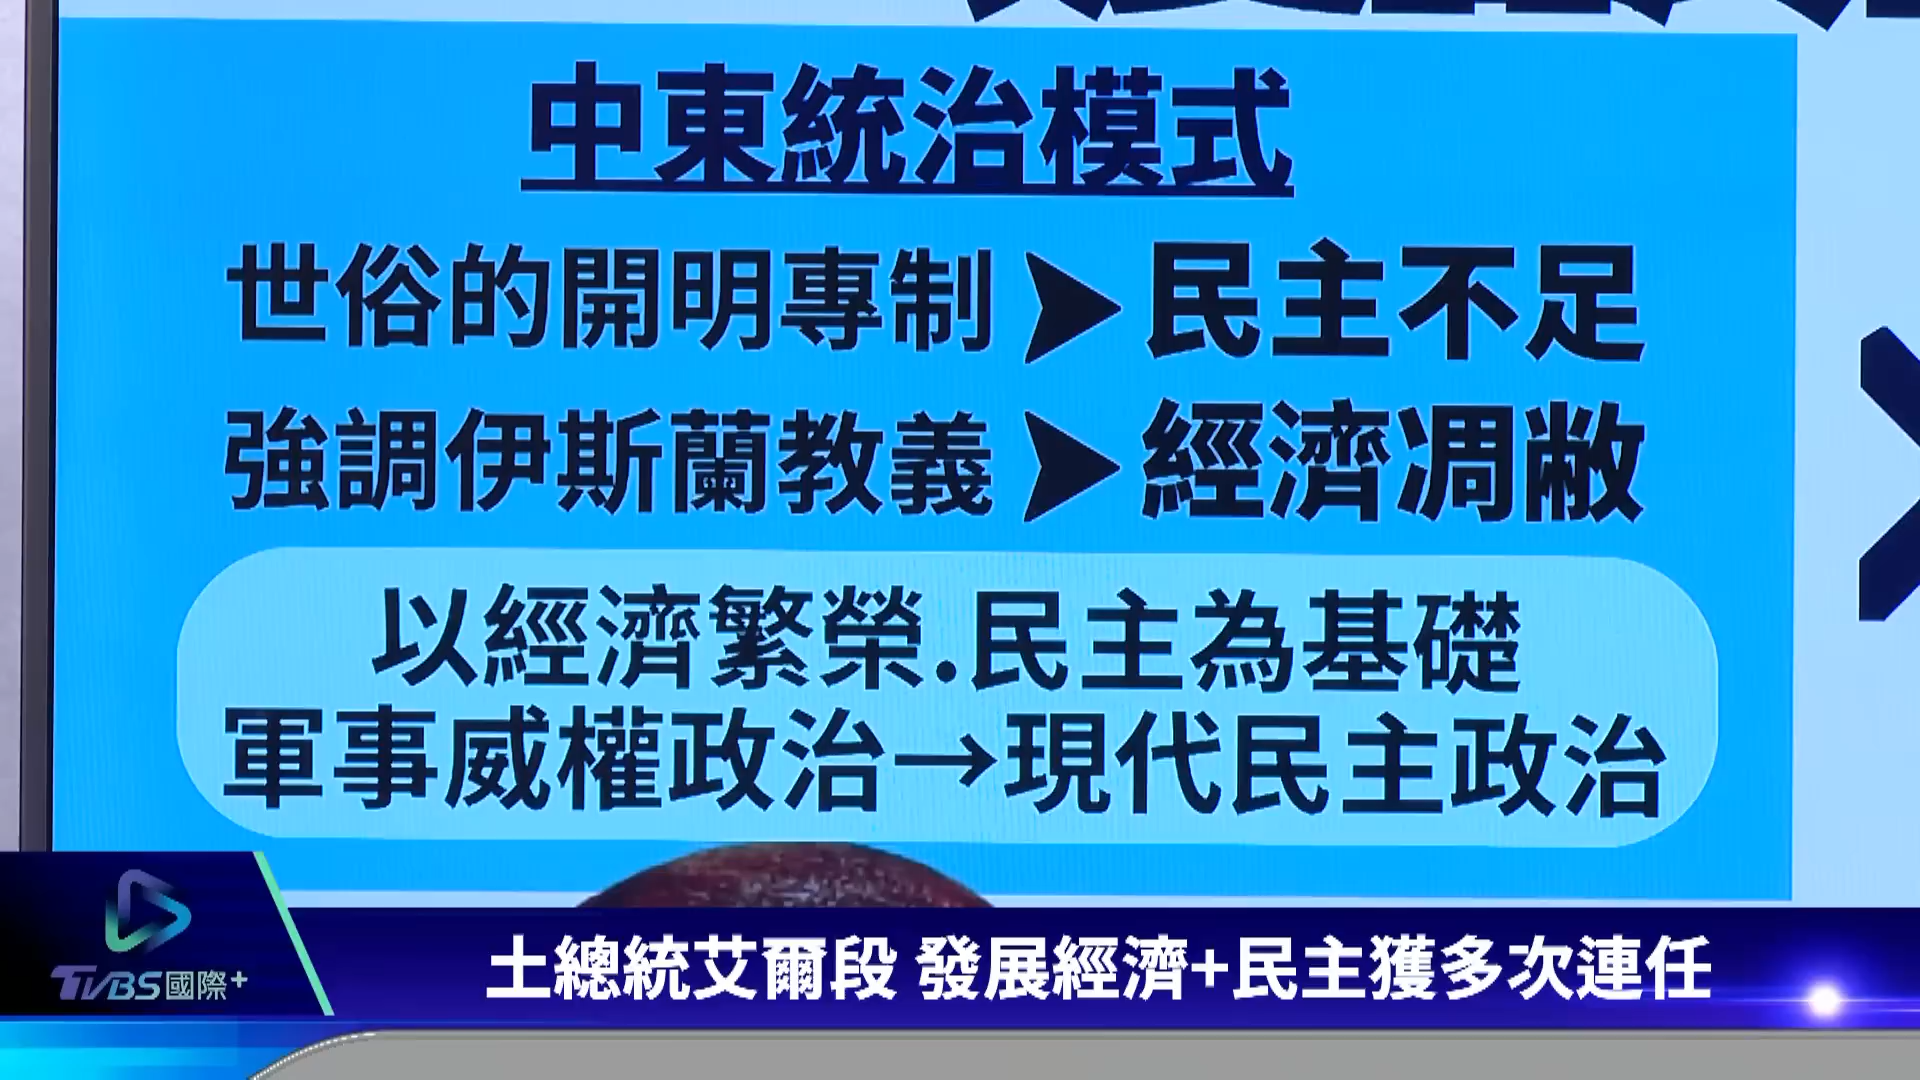 中東統治模式
世俗的開明專制➤民主不足
強調伊斯蘭教義➤經濟凋敝
以經濟繁榮.民主為基礎
軍事威權政治→現代民主政治
土總統艾爾段 發展經濟+民主獲多次連任
TVBS國際+